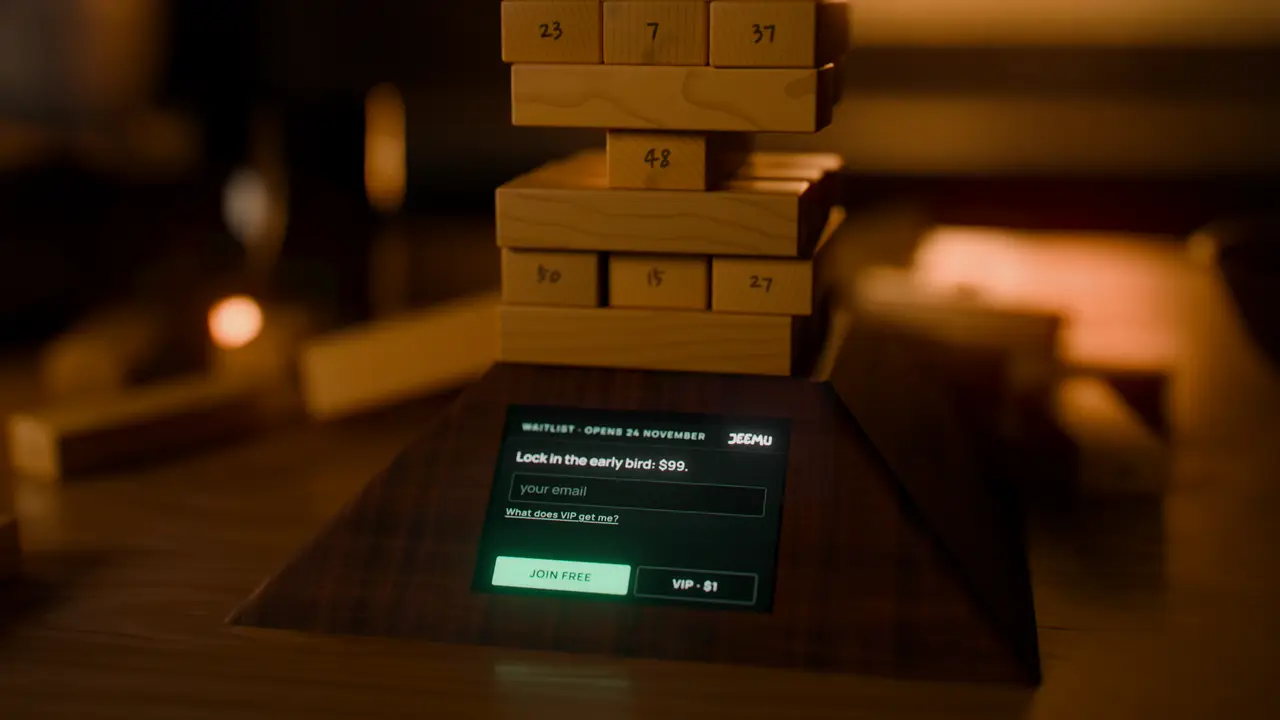 23 7 37
48
50 15 27
WAITLIST · OPENS 24 NOVEMBER JEEMU
Lock in the early bird: $99.
your email
What does VIP get me?
JOIN FREE VIP · $1